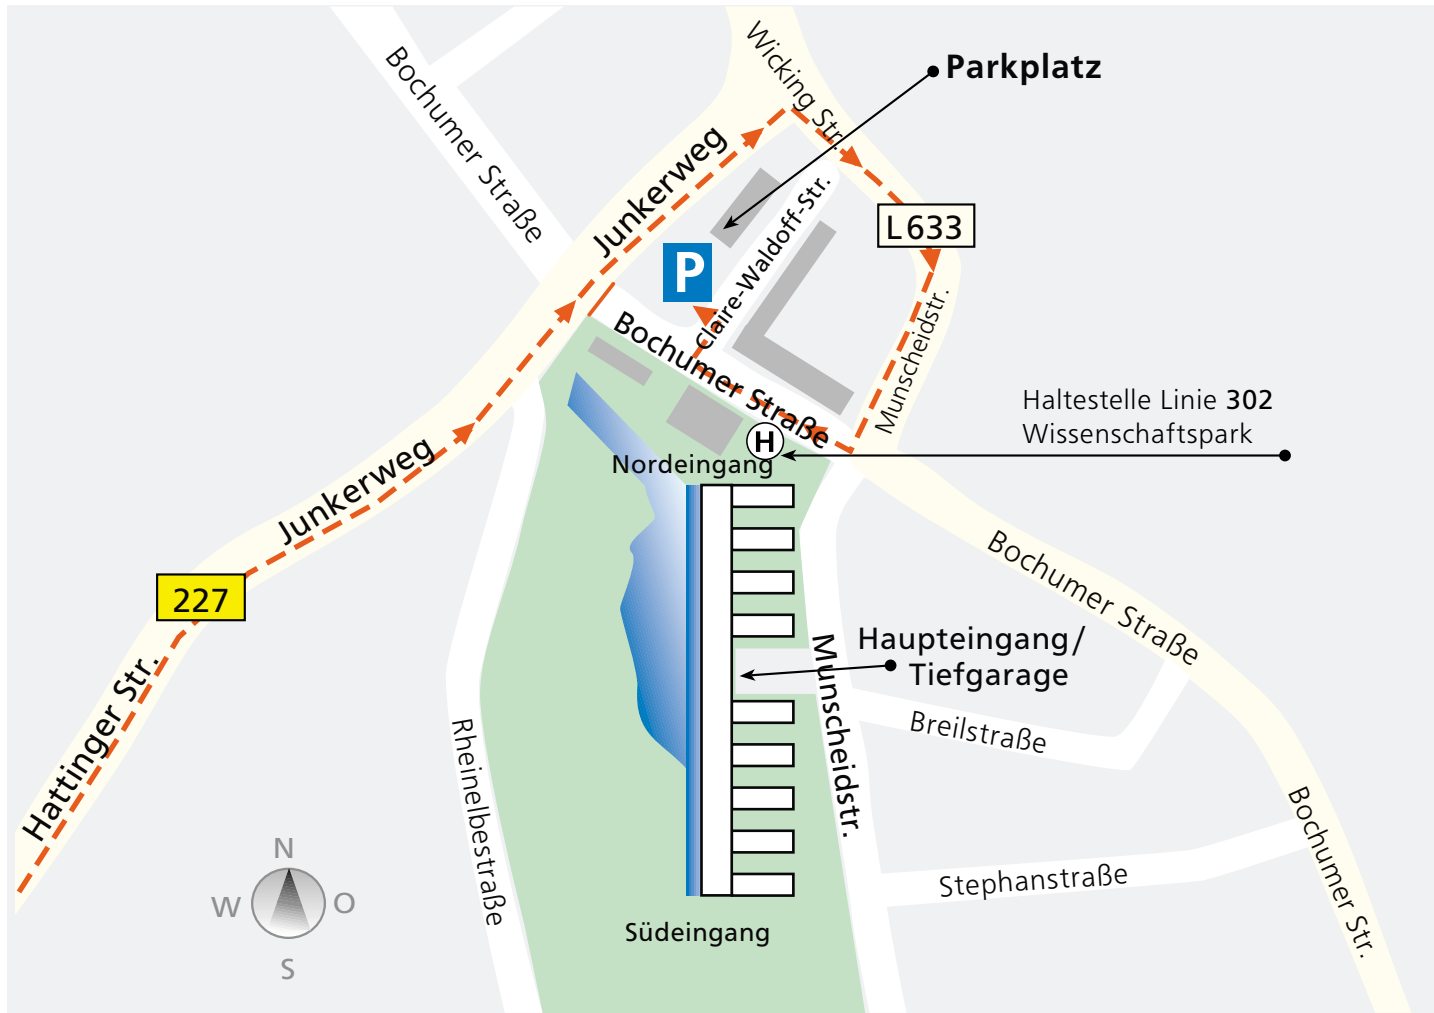 Wicking Str.
Parkplatz
Bochumer Straße
Junkerweg
L 633
P
Claire-Waldoff-Str.
Munscheidstr.
Bochumer Straße
Haltestelle Linie 302
Wissenschaftspark
H
Nordeingang
Junkerweg
227
Bochumer Straße
Haupteingang/
Tiefgarage
Munscheidstr.
Breilstraße
Hattinger Str.
Rheinelbestraße
Bochumer Str.
Stephanstraße
Südeingang
N
W
O
S